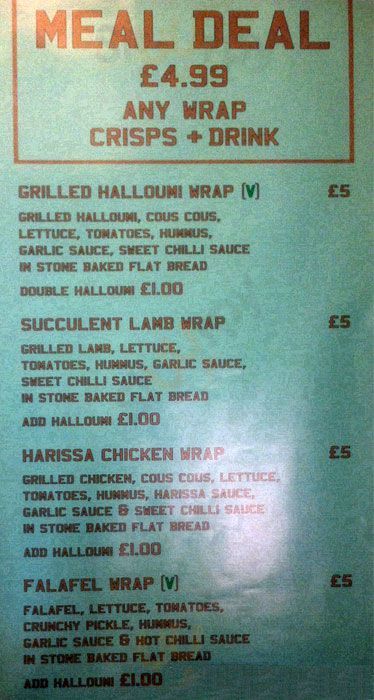 MEAL DEAL
£4.99
ANY WRAP
CRISPS + DRINK
GRILLED HALLOUMI WRAP (V) £5
GRILLED HALLOUMI, COUS COUS,
LETTUCE, TOMATOES, HUMMUS,
GARLIC SAUCE, SWEET CHILLI SAUCE
IN STONE BAKED FLAT BREAD
DOUBLE HALLOUMI £1.00
SUCCULENT LAMB WRAP £5
GRILLED LAMB, LETTUCE,
TOMATOES, HUMMUS, GARLIC SAUCE,
SWEET CHILLI SAUCE
IN STONE BAKED FLAT BREAD
ADD HALLOUMI £1.00
HARISSA CHICKEN WRAP £5
GRILLED CHICKEN, COUS COUS, LETTUCE,
TOMATOES, HUMMUS, HARISSA SAUCE,
GARLIC SAUCE & SWEET CHILLI SAUCE
IN STONE BAKED FLAT BREAD
ADD HALLOUMI £1.00
FALAFEL WRAP (V) £5
FALAFEL, LETTUCE, TOMATOES,
CRUNCHY PICKLE, HUMMUS,
GARLIC SAUCE & HOT CHILLI SAUCE
IN STONE BAKED FLAT BREAD
ADD HALLOUMI £1.00